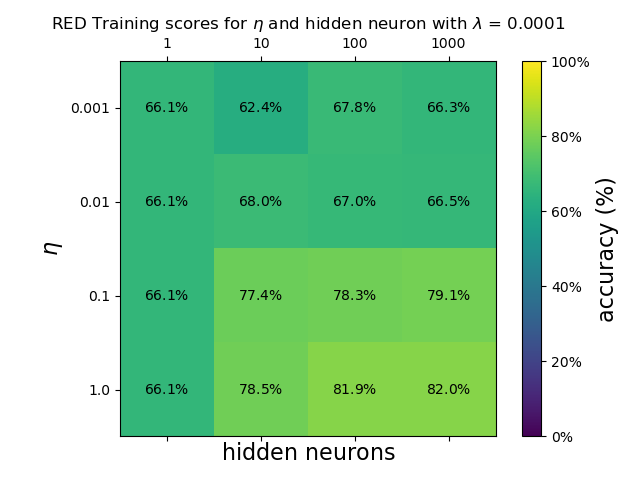 RED Training scores for η and hidden neuron with λ = 0.0001
1 10 100 1000
0.001 66.1% 62.4% 67.8% 66.3%
0.01 66.1% 68.0% 67.0% 66.5%
0.1 66.1% 77.4% 78.3% 79.1%
1.0 66.1% 78.5% 81.9% 82.0%
η
hidden neurons
100%
80%
60%
40%
20%
0%
accuracy (%)